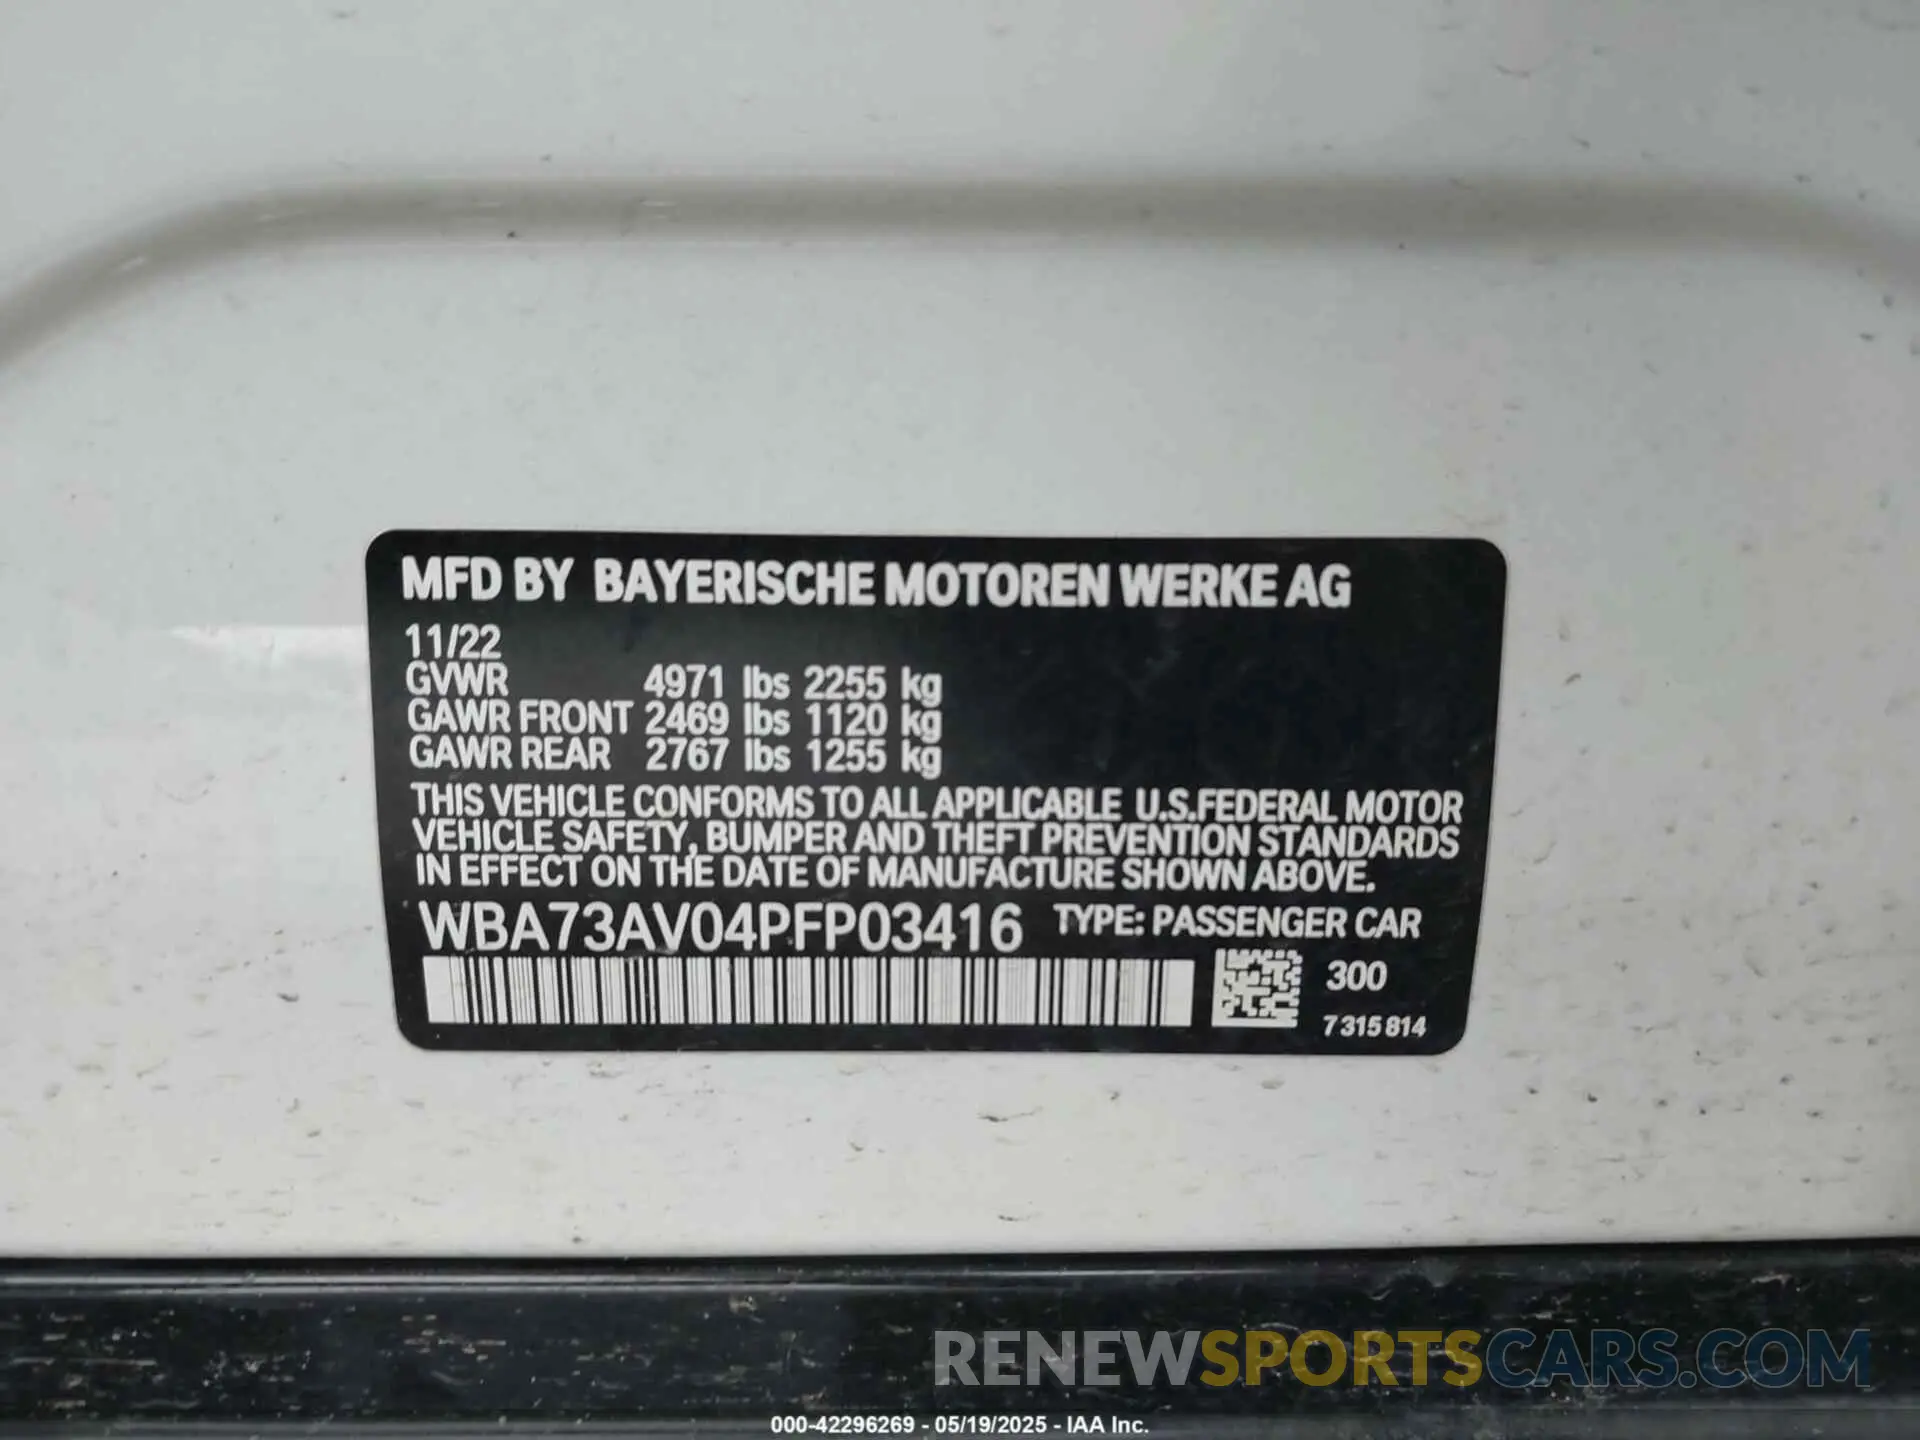 MFD BY BAYERISCHE MOTOREN WERKE AG
11/22
GVWR 4971 lbs 2255 kg
GAWR FRONT 2469 lbs 1120 kg
GAWR REAR 2767 lbs 1255 kg
THIS VEHICLE CONFORMS TO ALL APPLICABLE U.S.FEDERAL MOTOR
VEHICLE SAFETY, BUMPER AND THEFT PREVENTION STANDARDS
IN EFFECT ON THE DATE OF MANUFACTURE SHOWN ABOVE.
WBA73AV04PFP03416 TYPE: PASSENGER CAR
300
7315814
RENEWSPORTSCARS.COM
000-42296269 - 05/19/2025 - IAA Inc.